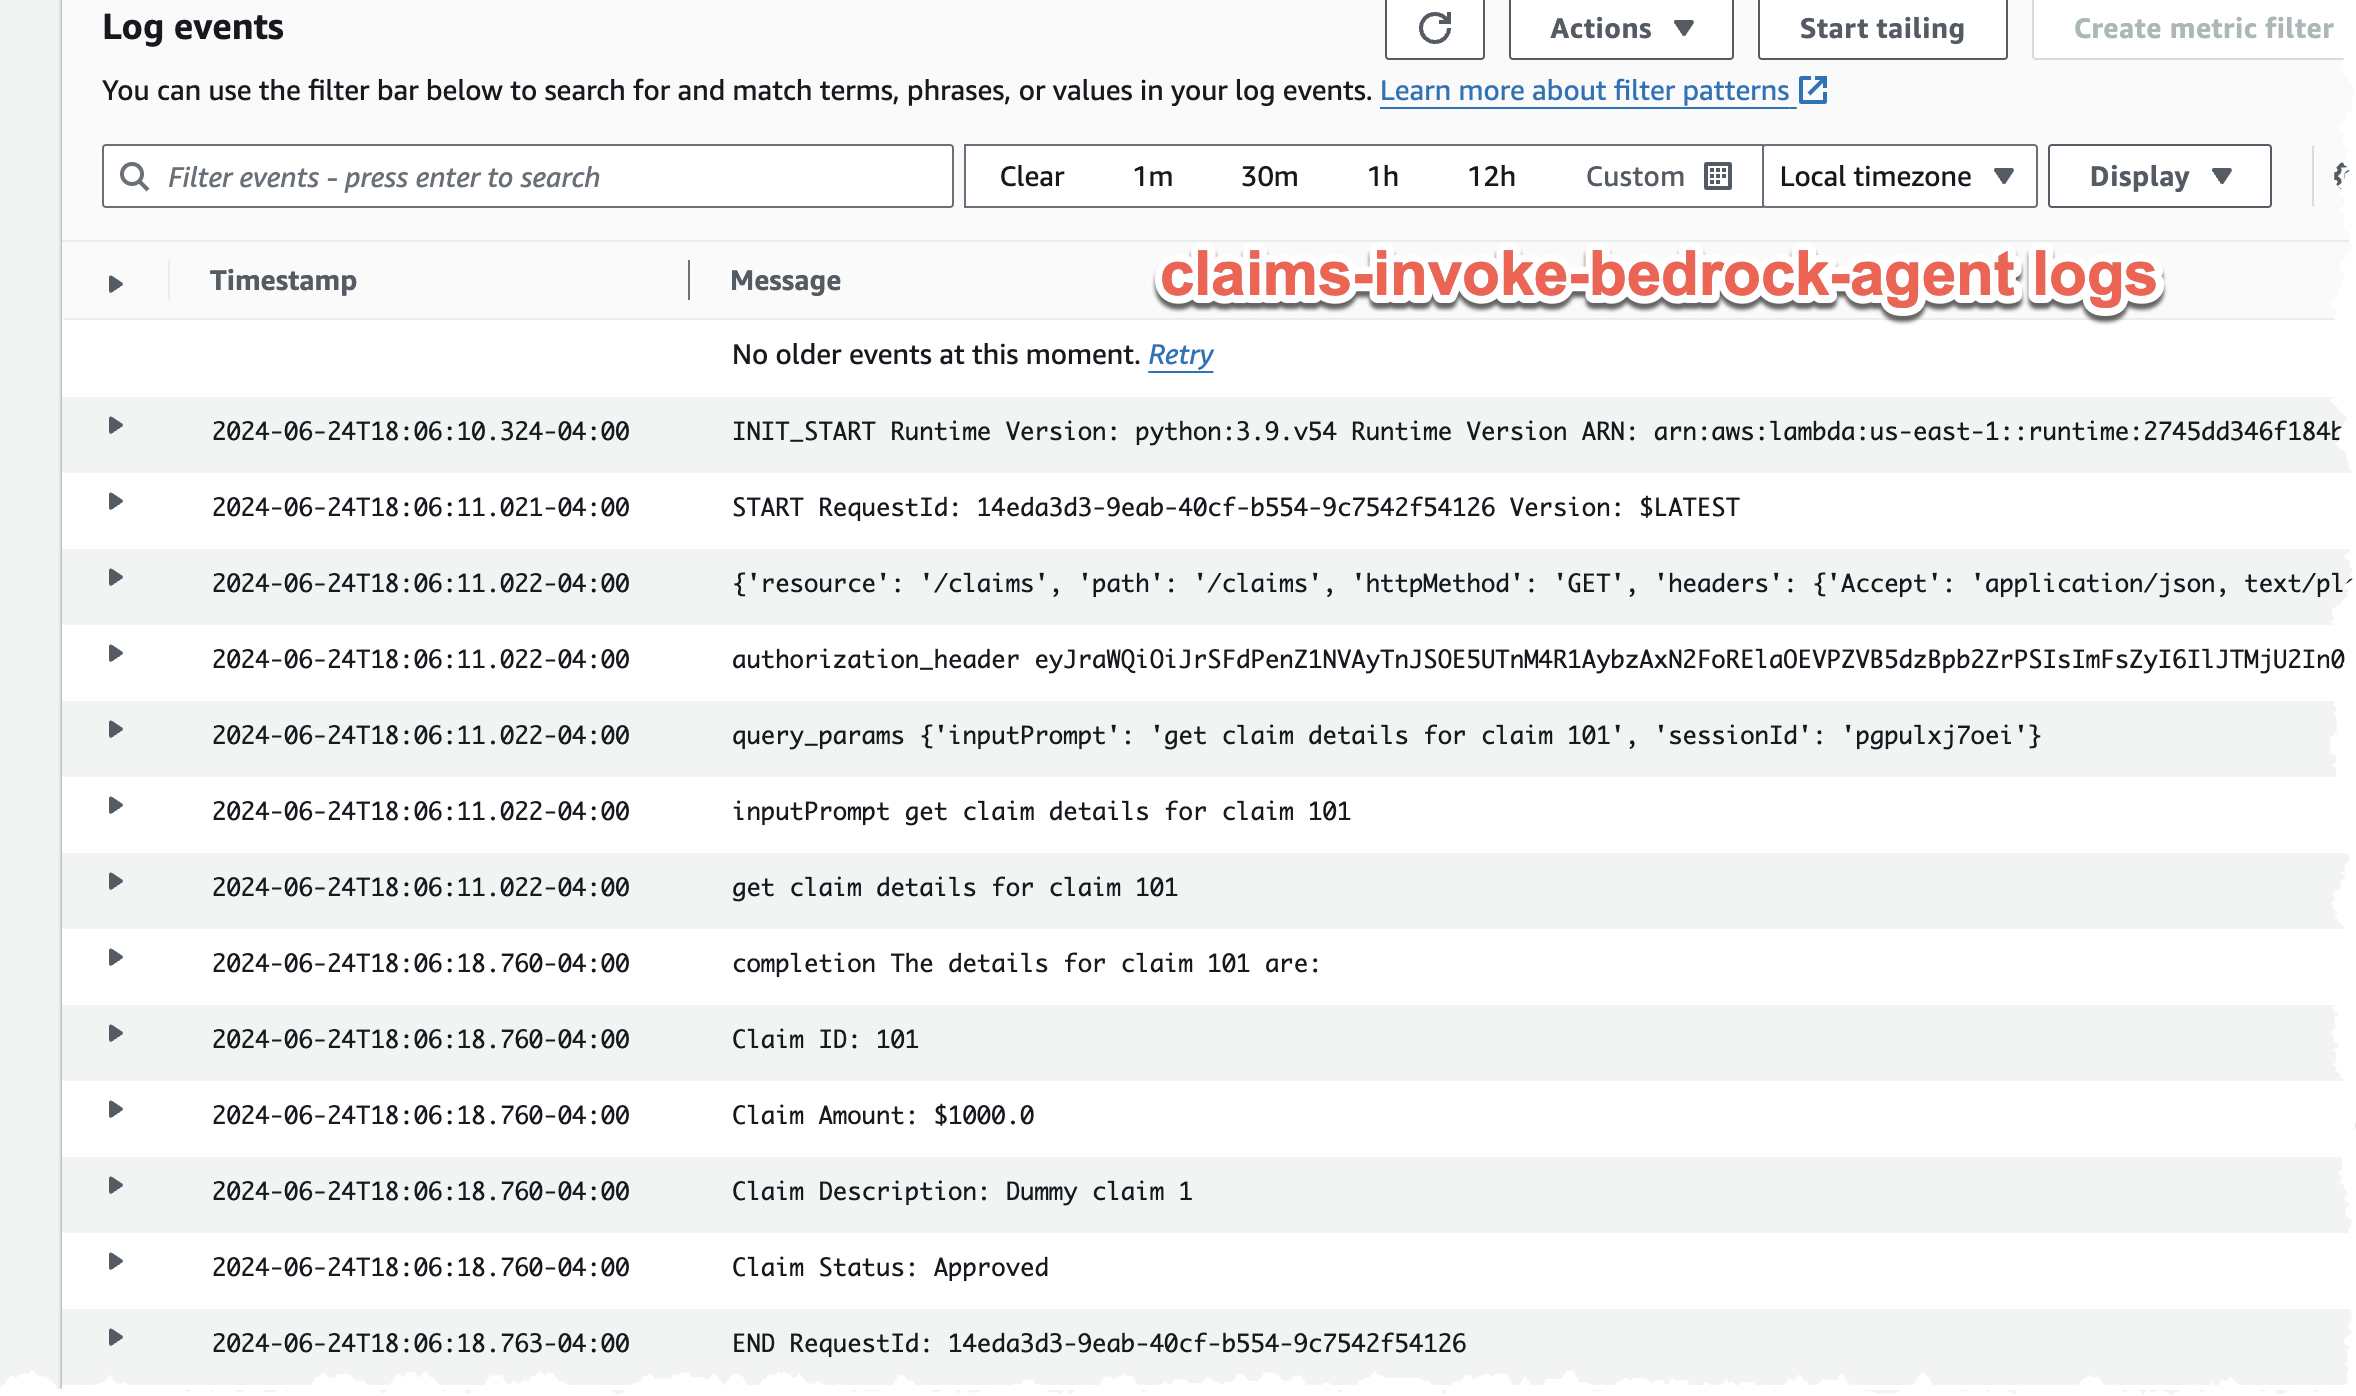 Log events
Actions
Start tailing
Create metric filter
You can use the filter bar below to search for and match terms, phrases, or values in your log events. Learn more about filter patterns
Filter events - press enter to search
Clear 1m 30m 1h 12h Custom Local timezone Display
Timestamp Message
claims-invoke-bedrock-agent logs
No older events at this moment. Retry
2024-06-24T18:06:10.324-04:00 INIT_START Runtime Version: python:3.9.v54 Runtime Version ARN: arn:aws:lambda:us-east-1::runtime:2745dd346f184b
2024-06-24T18:06:11.021-04:00 START RequestId: 14eda3d3-9eab-40cf-b554-9c7542f54126 Version: $LATEST
2024-06-24T18:06:11.022-04:00 {'resource': '/claims', 'path': '/claims', 'httpMethod': 'GET', 'headers': {'Accept': 'application/json, text/pl
2024-06-24T18:06:11.022-04:00 authorization_header eyJraWQiOiJrSFdPenZ1NVAyTnJSOE5UTnM4R1AybzAxN2FoRElaOEVPZVB5dzBpb2ZrPSIsImFsZyI6IlJTMjU2In0
2024-06-24T18:06:11.022-04:00 query_params {'inputPrompt': 'get claim details for claim 101', 'sessionId': 'pgpulxj7oei'}
2024-06-24T18:06:11.022-04:00 inputPrompt get claim details for claim 101
2024-06-24T18:06:11.022-04:00 get claim details for claim 101
2024-06-24T18:06:18.760-04:00 completion The details for claim 101 are:
2024-06-24T18:06:18.760-04:00 Claim ID: 101
2024-06-24T18:06:18.760-04:00 Claim Amount: $1000.0
2024-06-24T18:06:18.760-04:00 Claim Description: Dummy claim 1
2024-06-24T18:06:18.760-04:00 Claim Status: Approved
2024-06-24T18:06:18.763-04:00 END RequestId: 14eda3d3-9eab-40cf-b554-9c7542f54126